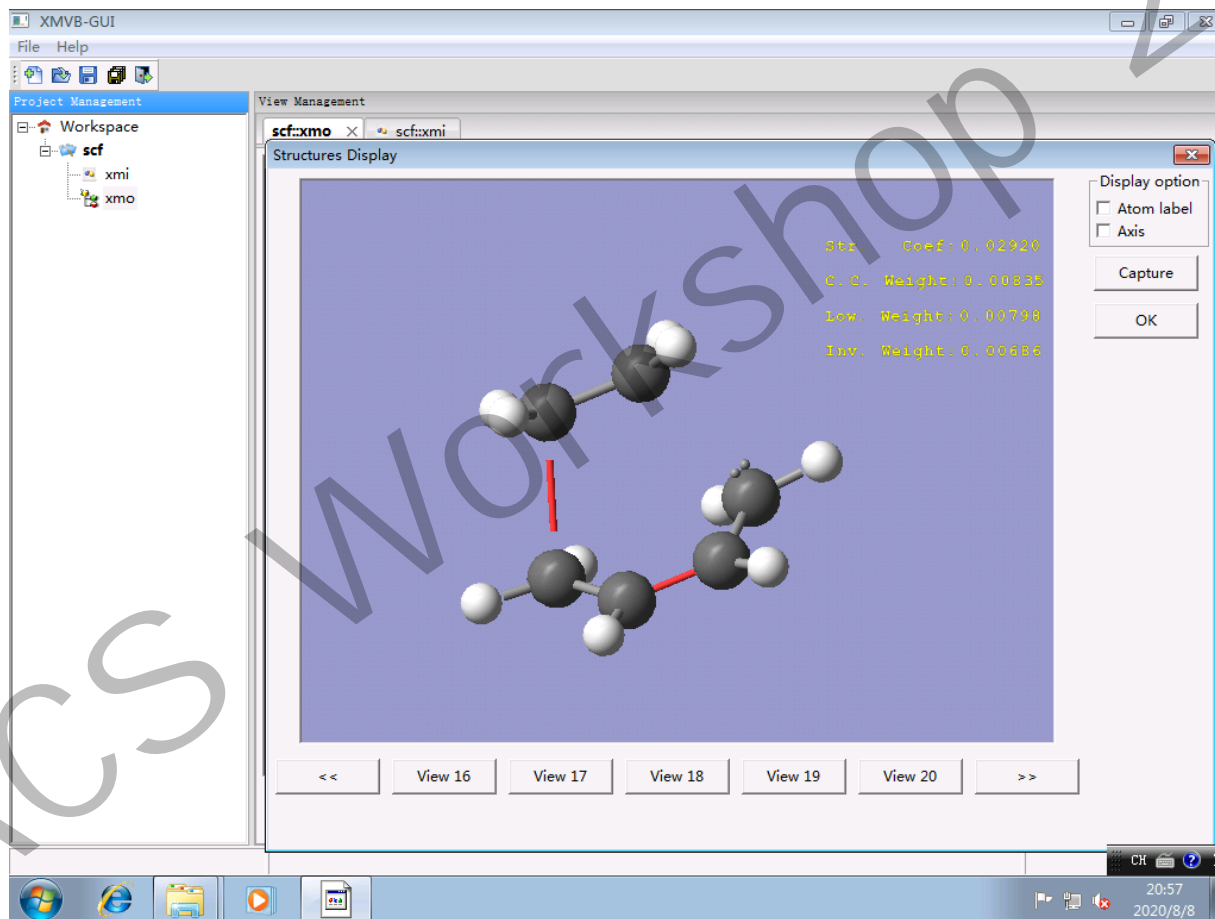 XMVB-GUI
File Help
Project Management
Workspace
scf
xmi
xmo
View Management
scf::xmo
scf::xmi
Structures Display
Str. Coef:0.02920
C.C. Weight:0.00835
Low. Weight:0.00798
Inv. Weight:0.00686
Display option
Atom label
Axis
Capture
OK
<<
View 16
View 17
View 18
View 19
View 20
>>
CH
20:57
2020/8/8
CS Workshop 2